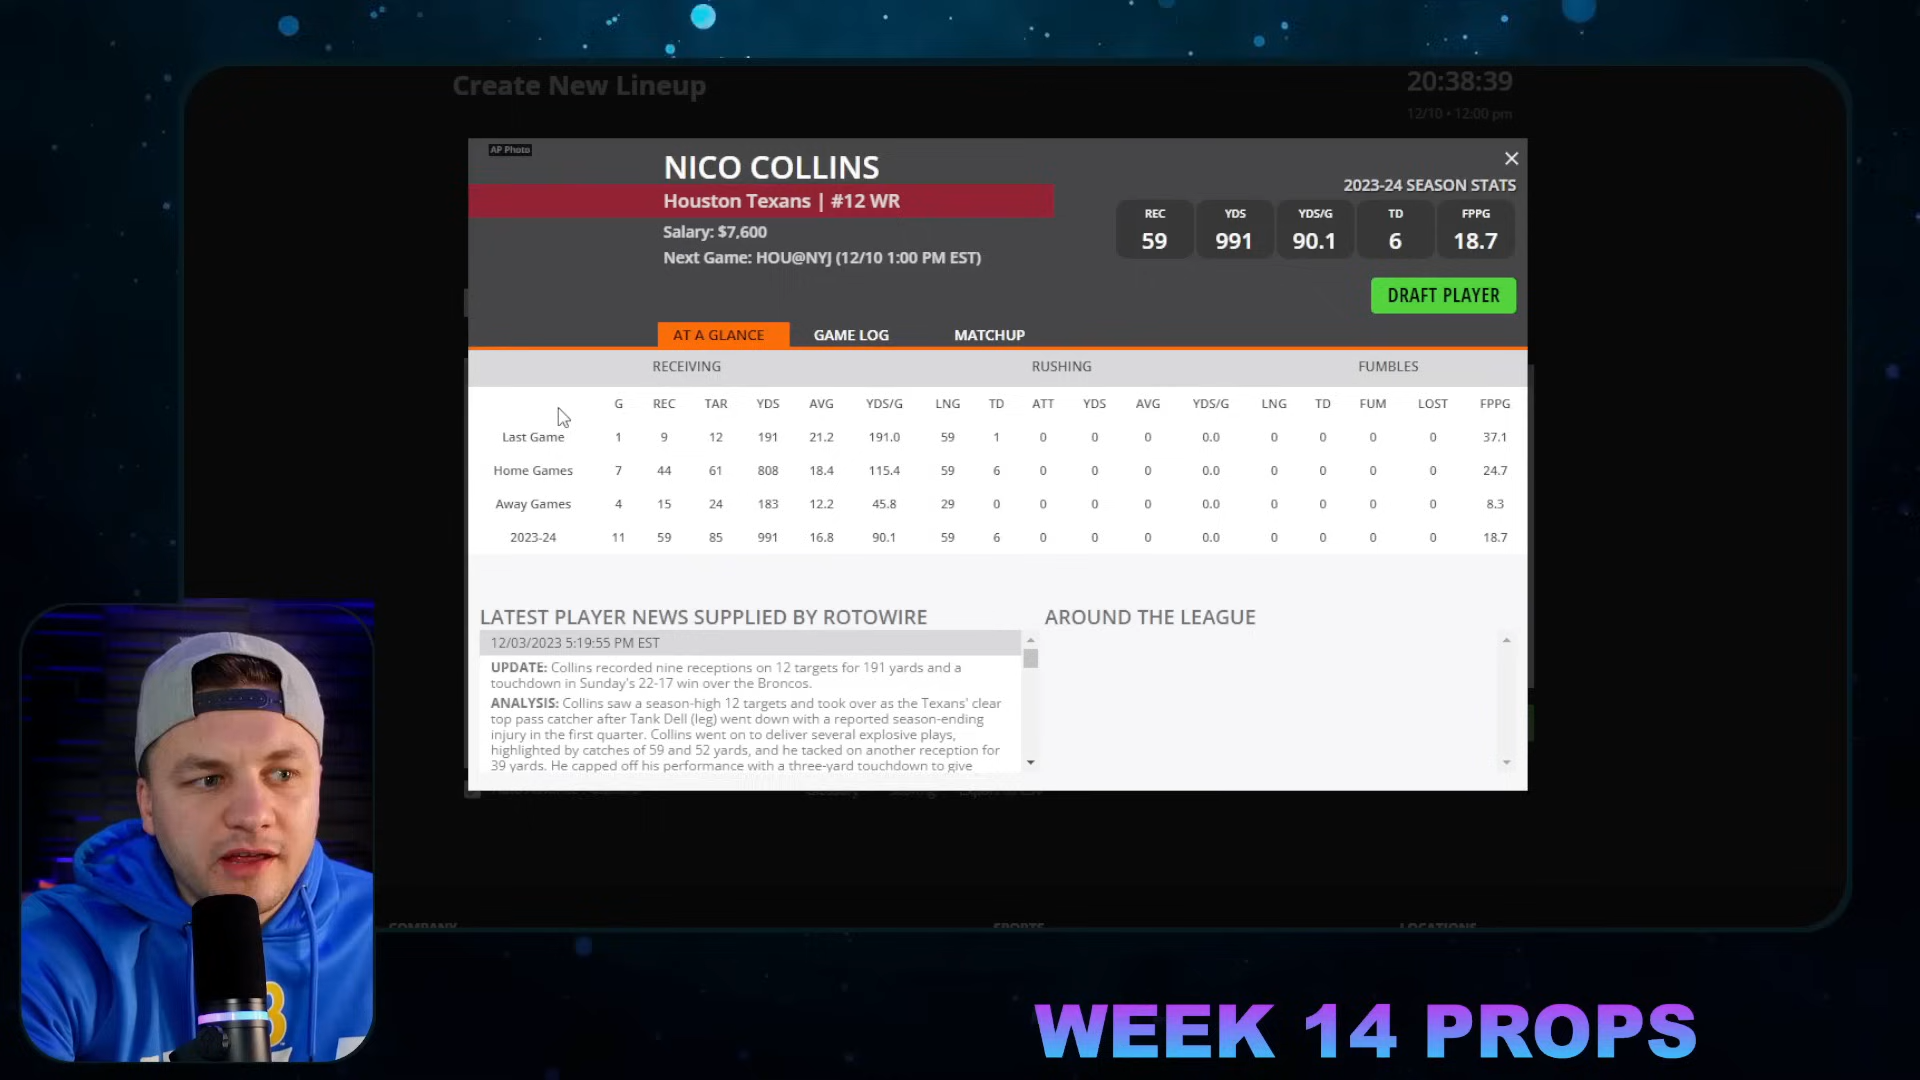 Create New Lineup
20:38:39
12/10 • 12:00 pm
AP Photo
NICO COLLINS
Houston Texans | #12 WR
Salary: $7,600
Next Game: HOU@NYJ (12/10 1:00 PM EST)
2023-24 SEASON STATS
REC YDS YDS/G TD FPPG
59 991 90.1 6 18.7
DRAFT PLAYER
AT A GLANCE GAME LOG MATCHUP
RECEIVING RUSHING FUMBLES
G REC TAR YDS AVG YDS/G LNG TD ATT YDS AVG YDS/G LNG TD FUM LOST FPPG
Last Game 1 9 12 191 21.2 191.0 59 1 0 0 0 0.0 0 0 0 0 37.1
Home Games 7 44 61 808 18.4 115.4 59 6 0 0 0 0.0 0 0 0 0 24.7
Away Games 4 15 24 183 12.2 45.8 29 0 0 0 0 0.0 0 0 0 0 8.3
2023-24 11 59 85 991 16.8 90.1 59 6 0 0 0 0.0 0 0 0 0 18.7
LATEST PLAYER NEWS SUPPLIED BY ROTOWIRE
12/03/2023 5:19:55 PM EST
UPDATE: Collins recorded nine receptions on 12 targets for 191 yards and a
touchdown in Sunday's 22-17 win over the Broncos.
ANALYSIS: Collins saw a season-high 12 targets and took over as the Texans' clear
top pass catcher after Tank Dell (leg) went down with a reported season-ending
injury in the first quarter. Collins went on to deliver several explosive plays,
highlighted by catches of 59 and 52 yards, and he tacked on another reception for
39 yards. He capped off his performance with a three-yard touchdown to give
AROUND THE LEAGUE
COMPANY SPORTS LOCATIONS
WEEK 14 PROPS